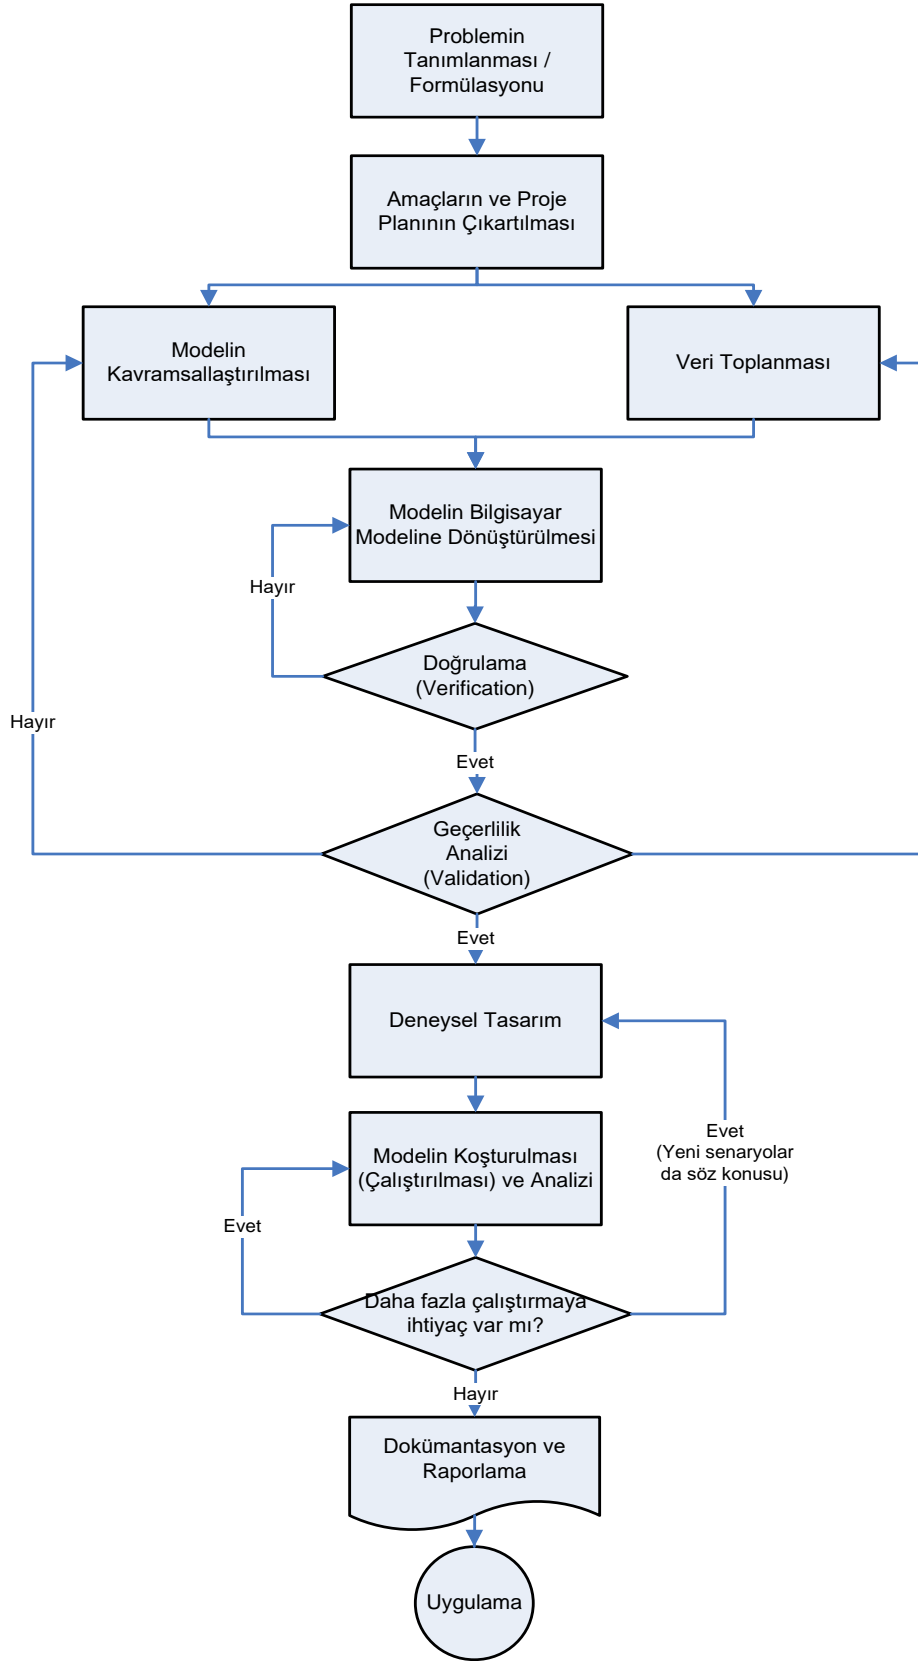 Problemin
Tanımlanması /
Formülasyonu
Amaçların ve Proje
Planının Çıkartılması
Modelin
Kavramsallaştırılması
Veri Toplanması
Modelin Bilgisayar
Modeline Dönüştürülmesi
Hayır
Doğrulama
(Verification)
Hayır
Evet
Geçerlilik
Analizi
(Validation)
Evet
Deneysel Tasarım
Modelin Koşturulması
(Çalıştırılması) ve Analizi
Evet
(Yeni senaryolar
da söz konusu)
Evet
Daha fazla çalıştırmaya
ihtiyaç var mı?
Hayır
Dokümantasyon ve
Raporlama
Uygulama